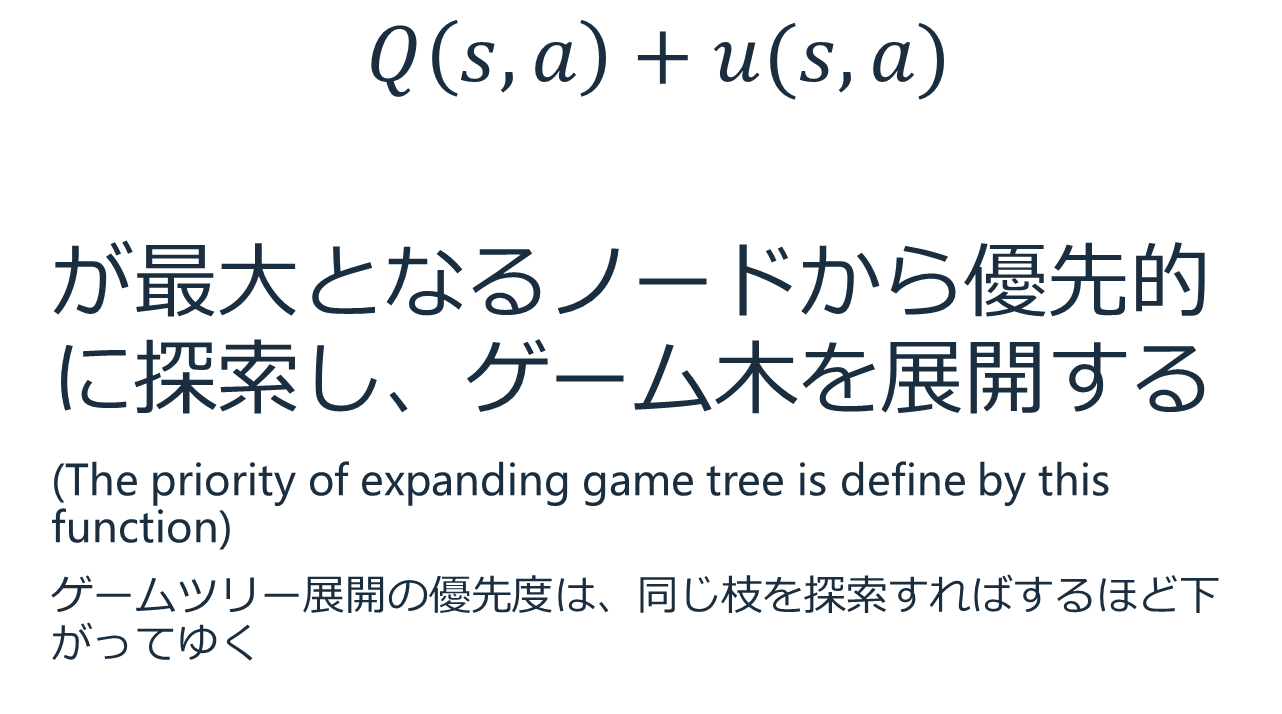 Q(s,a)+u(s,a)
が最大となるノードから優先的
に探索し、ゲーム木を展開する
(The priority of expanding game tree is define by this
function)
ゲームツリー展開の優先度は、同じ枝を探索すればするほど下
がってゆく